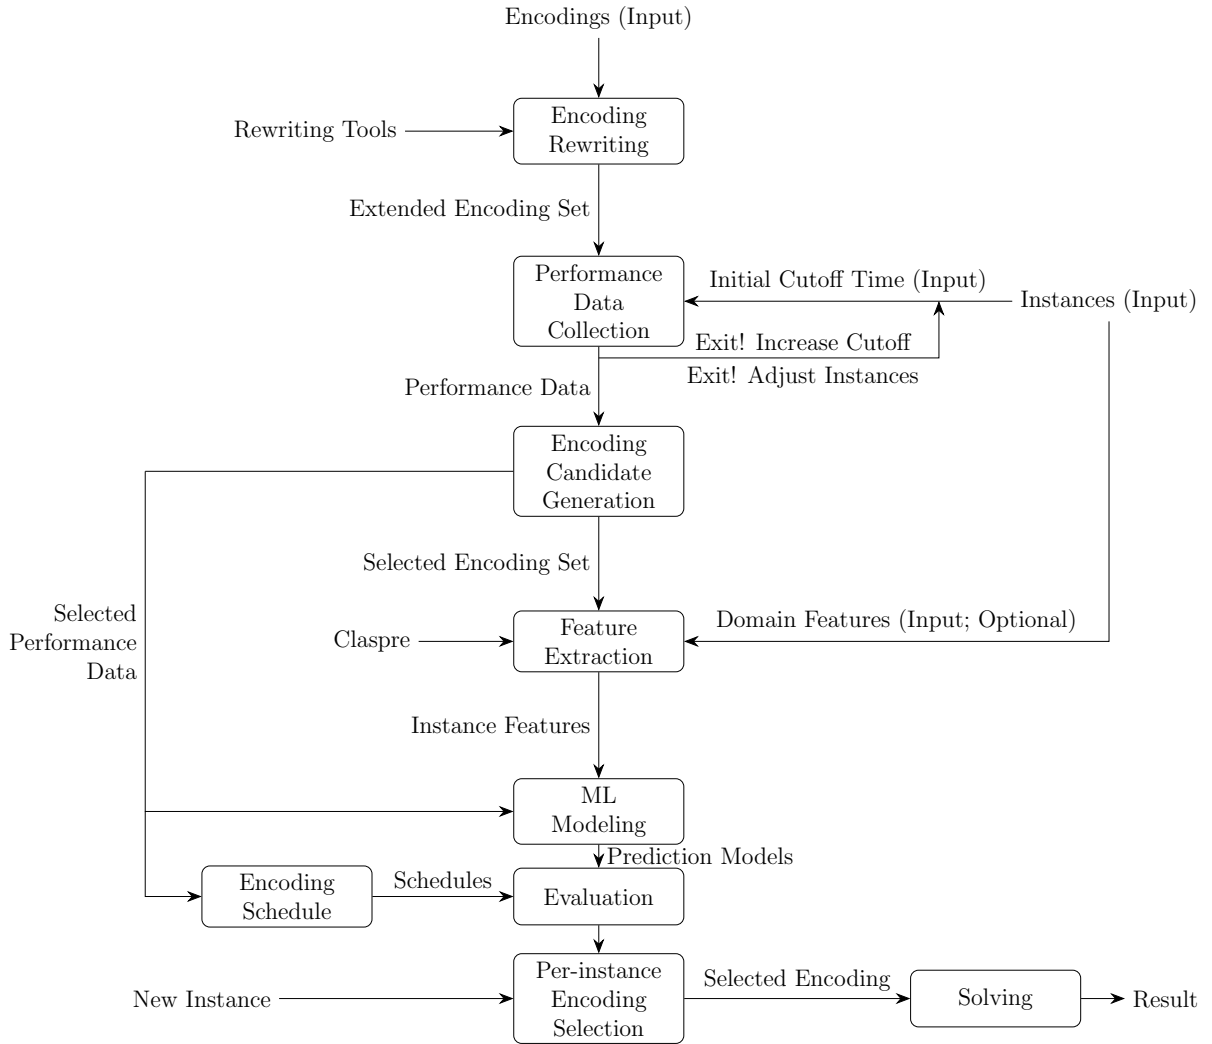 Encodings (Input)
Encoding
Rewriting
Rewriting Tools
Extended Encoding Set
Performance
Data
Collection
Initial Cutoff Time (Input)
Instances (Input)
Exit! Increase Cutoff
Exit! Adjust Instances
Performance Data
Encoding
Candidate
Generation
Selected Encoding Set
Selected
Performance
Data
Claspre
Feature
Extraction
Domain Features (Input; Optional)
Instance Features
ML
Modeling
Prediction Models
Encoding
Schedule
Schedules
Evaluation
New Instance
Per-instance
Encoding
Selection
Selected Encoding
Solving
Result